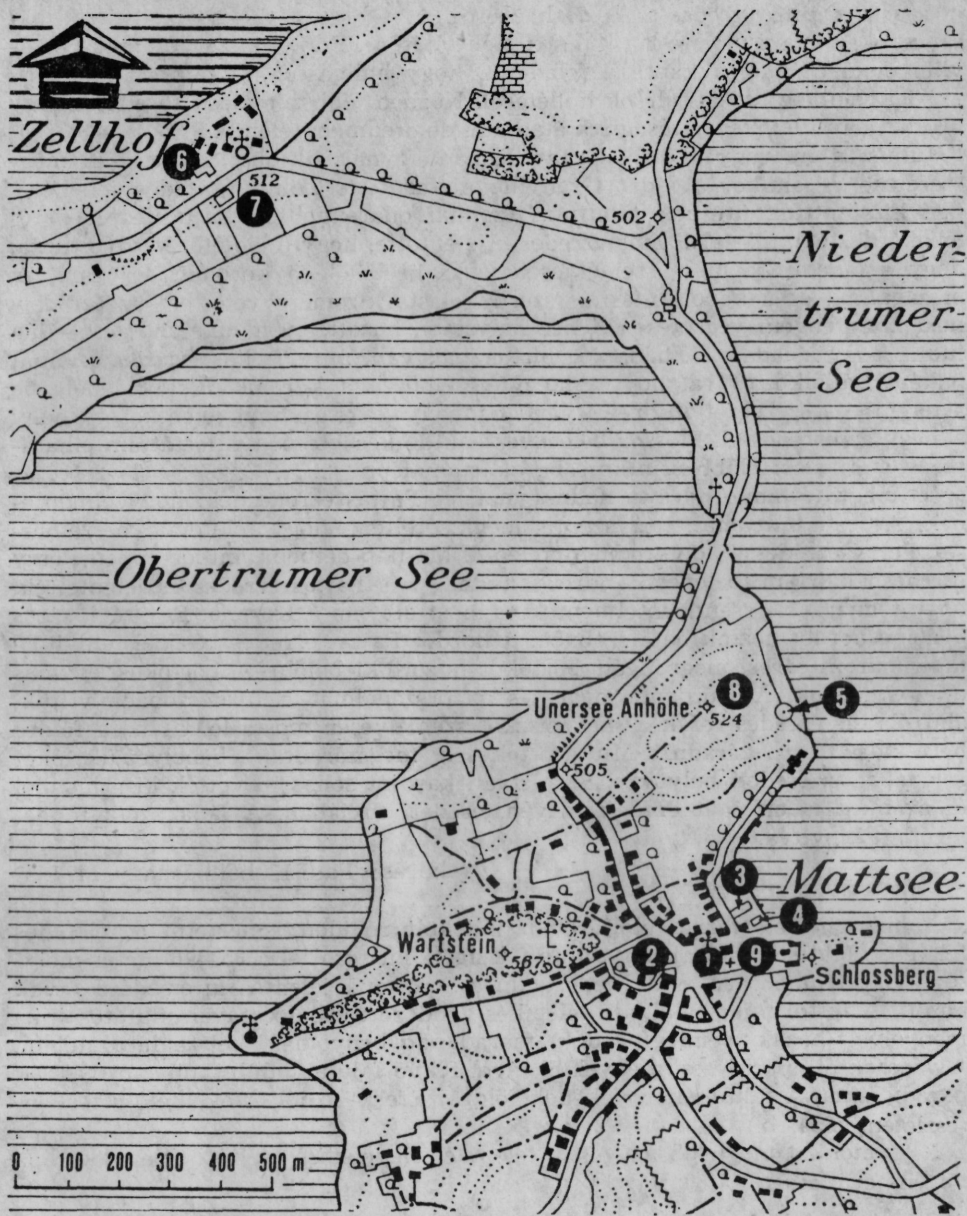 Zellhof
6
512
7
502
Nieder-
trumer-
See
Obertrumer See
Unersee Anhöhe
8
524
5
505
3
Mattsee
4
Wartstein
567
2
1
9
Schlossberg
0 100 200 300 400 500 m